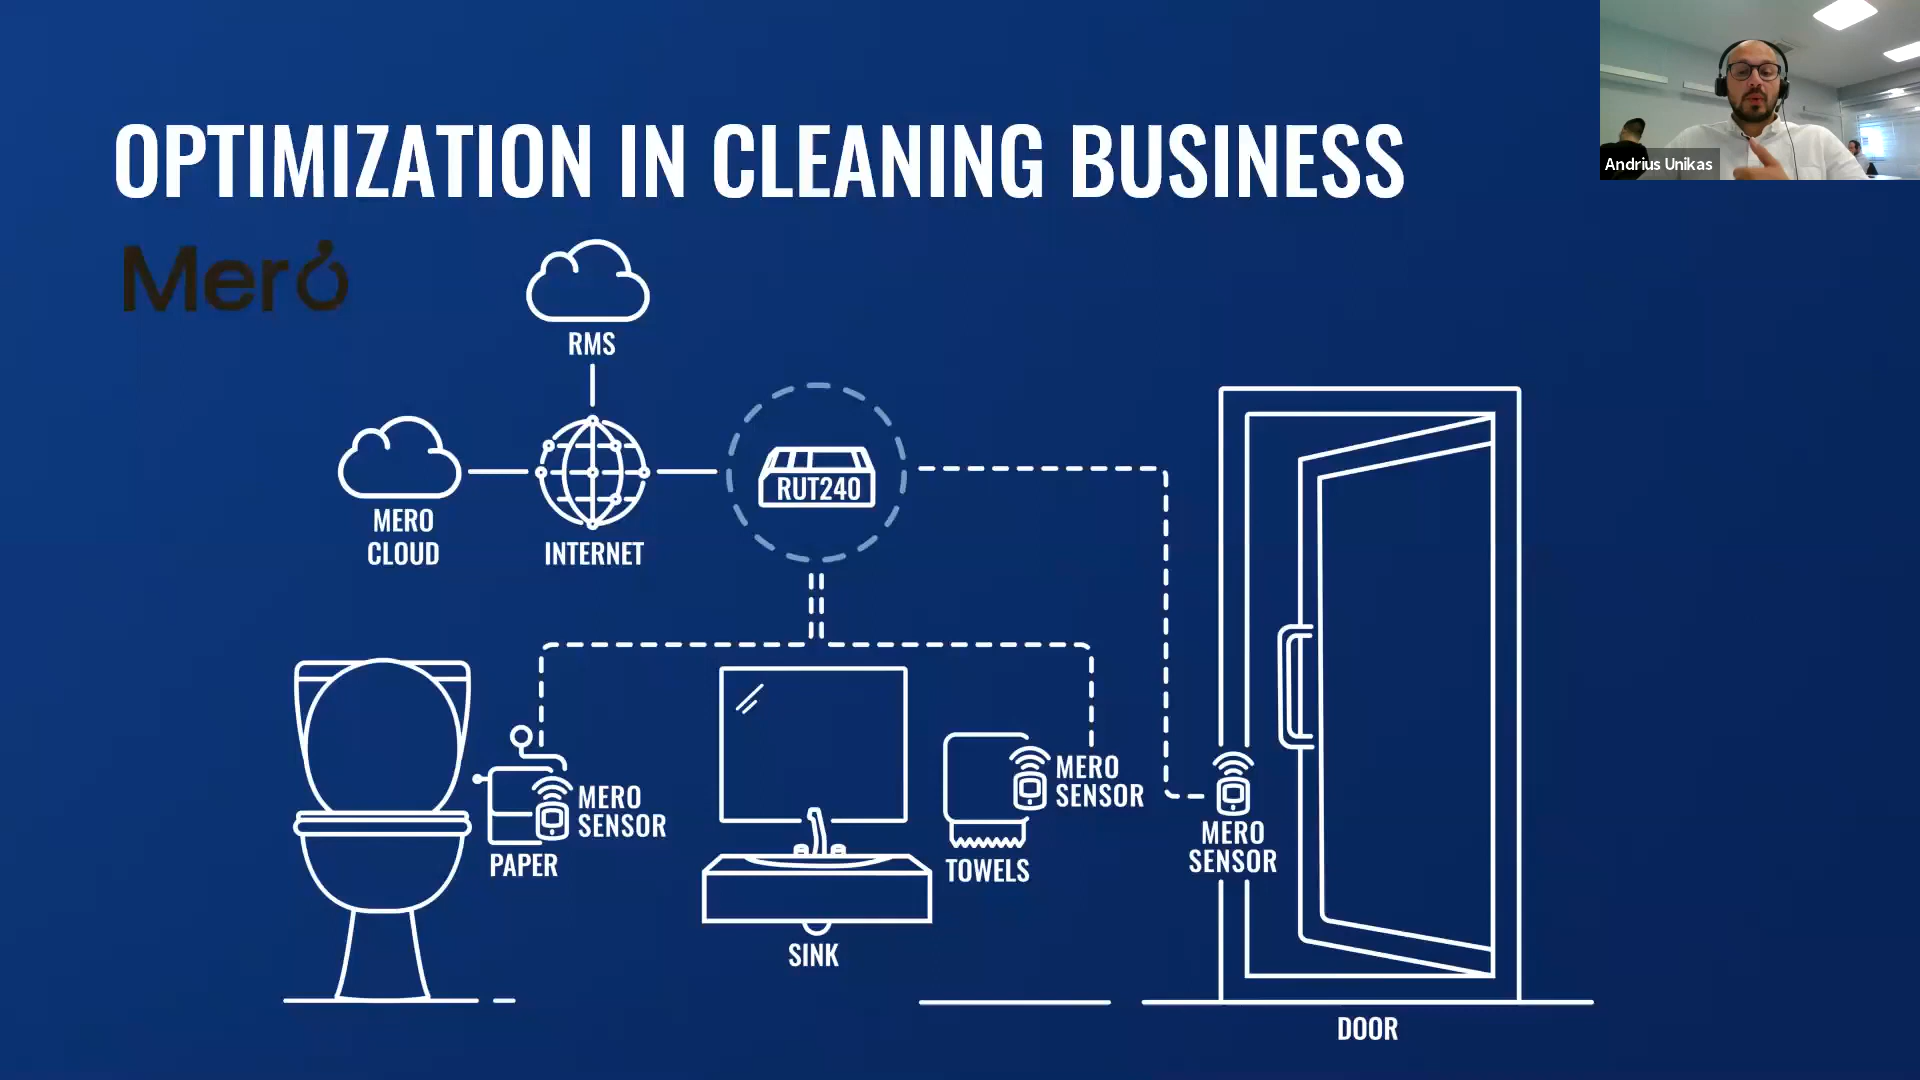 Andrius Unikas
OPTIMIZATION IN CLEANING BUSINESS
Mero
RMS
MERO
CLOUD
INTERNET
RUT240
MERO
SENSOR
PAPER
SINK
MERO
SENSOR
TOWELS
MERO
SENSOR
DOOR